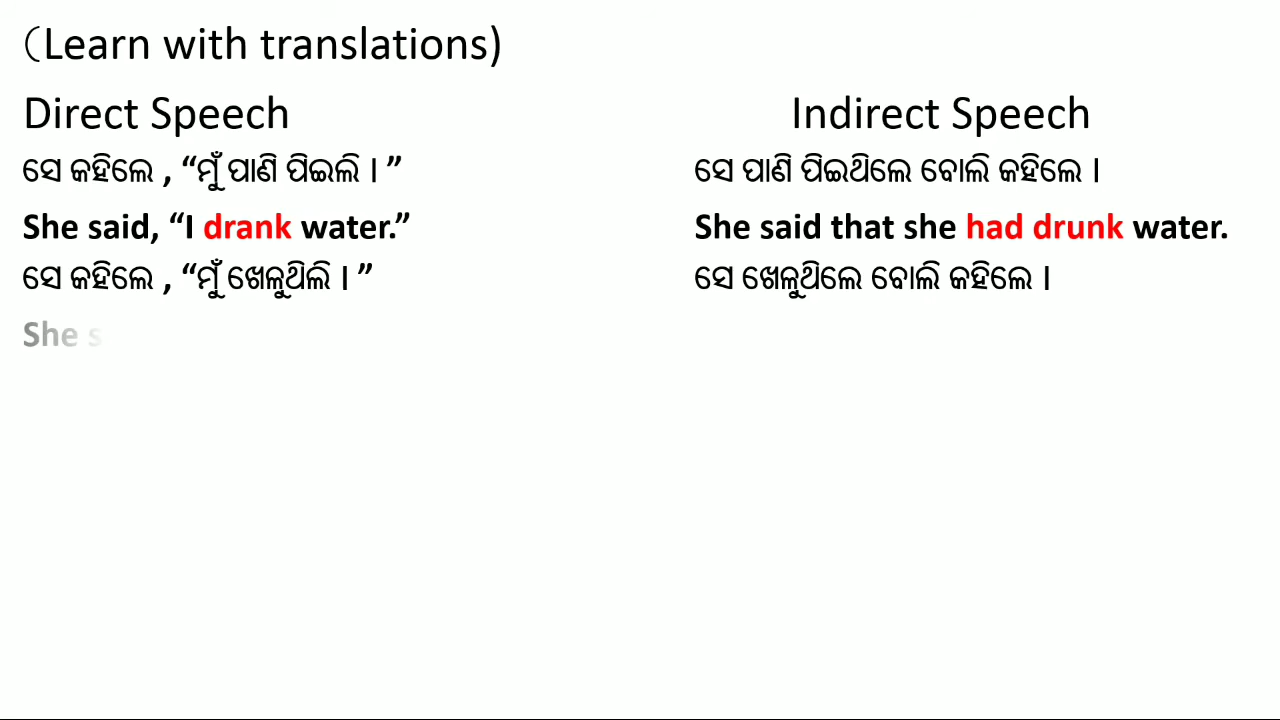 (Learn with translations)
Direct Speech Indirect Speech
ସେ କହିଲେ , “ମୁଁ ପାଣି ପିଇଲି । ” ସେ ପାଣି ପିଇଥିଲେ ବୋଲି କହିଲେ ।
She said, “I drank water.” She said that she had drunk water.
ସେ କହିଲେ , “ମୁଁ ଖେଳୁଥିଲି । ” ସେ ଖେଳୁଥିଲେ ବୋଲି କହିଲେ ।
She